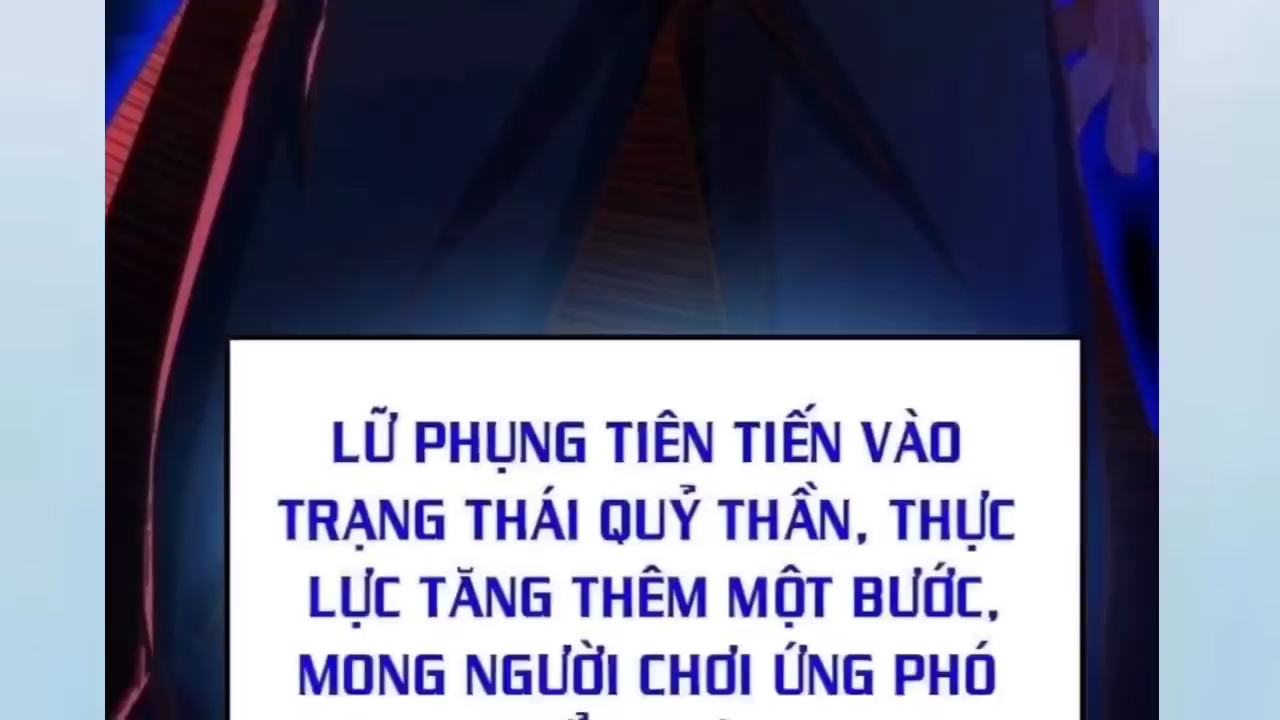 LỮ PHỤNG TIÊN TIẾN VÀO
TRẠNG THÁI QUỶ THẦN, THỰC
LỰC TĂNG THÊM MỘT BƯỚC,
MONG NGƯỜI CHƠI ỨNG PHÓ